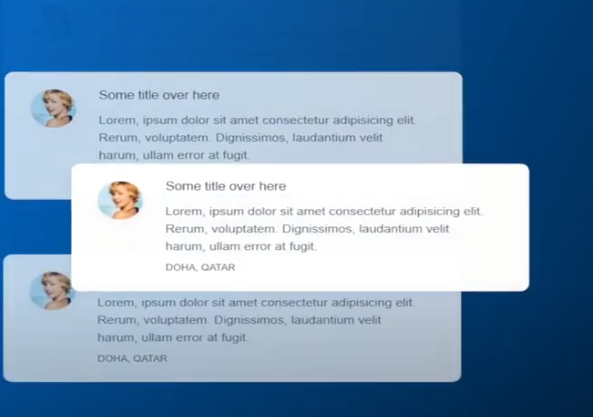 Some title over here
Lorem, ipsum dolor sit amet consectetur adipisicing elit.
Rerum, voluptatem. Dignissimos, laudantium velit
harum, ullam error at fugit.
Some title over here
Lorem, ipsum dolor sit amet consectetur adipisicing elit.
Rerum, voluptatem. Dignissimos, laudantium velit
harum, ullam error at fugit.
DOHA, QATAR
Lorem, ipsum dolor sit amet consectetur adipisicing elit.
Rerum, voluptatem. Dignissimos, laudantium velit
harum, ullam error at fugit.
DOHA, QATAR